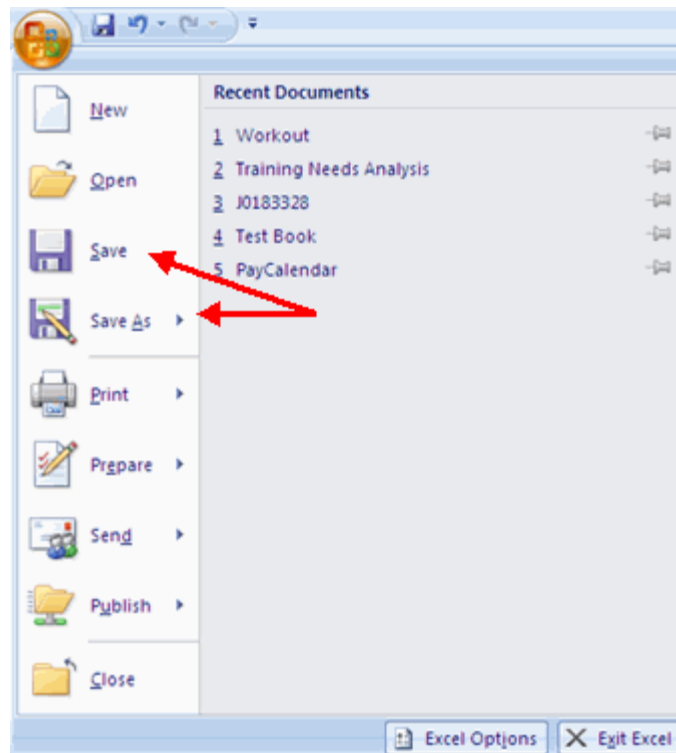 Recent Documents
New
1 Workout
2 Training Needs Analysis
Open
3 J0183328
4 Test Book
Save
5 PayCalendar
Save As
Print
Prepare
Send
Publish
Close
Excel Options
Exit Excel